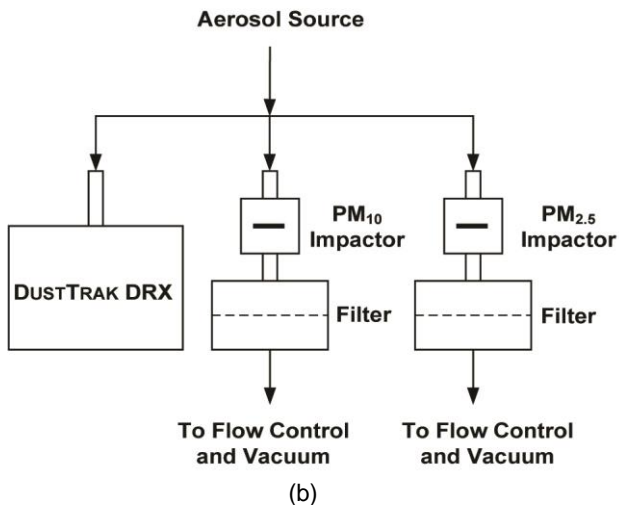 Aerosol Source
PM10
Impactor
PM2.5
Impactor
DUSTTRAK DRX
Filter
Filter
To Flow Control
and Vacuum
To Flow Control
and Vacuum
(b)